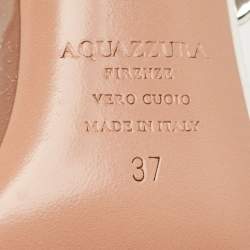 AQUAZZURA
FIRENZE
VERO CUOIO
MADE IN ITALY
37